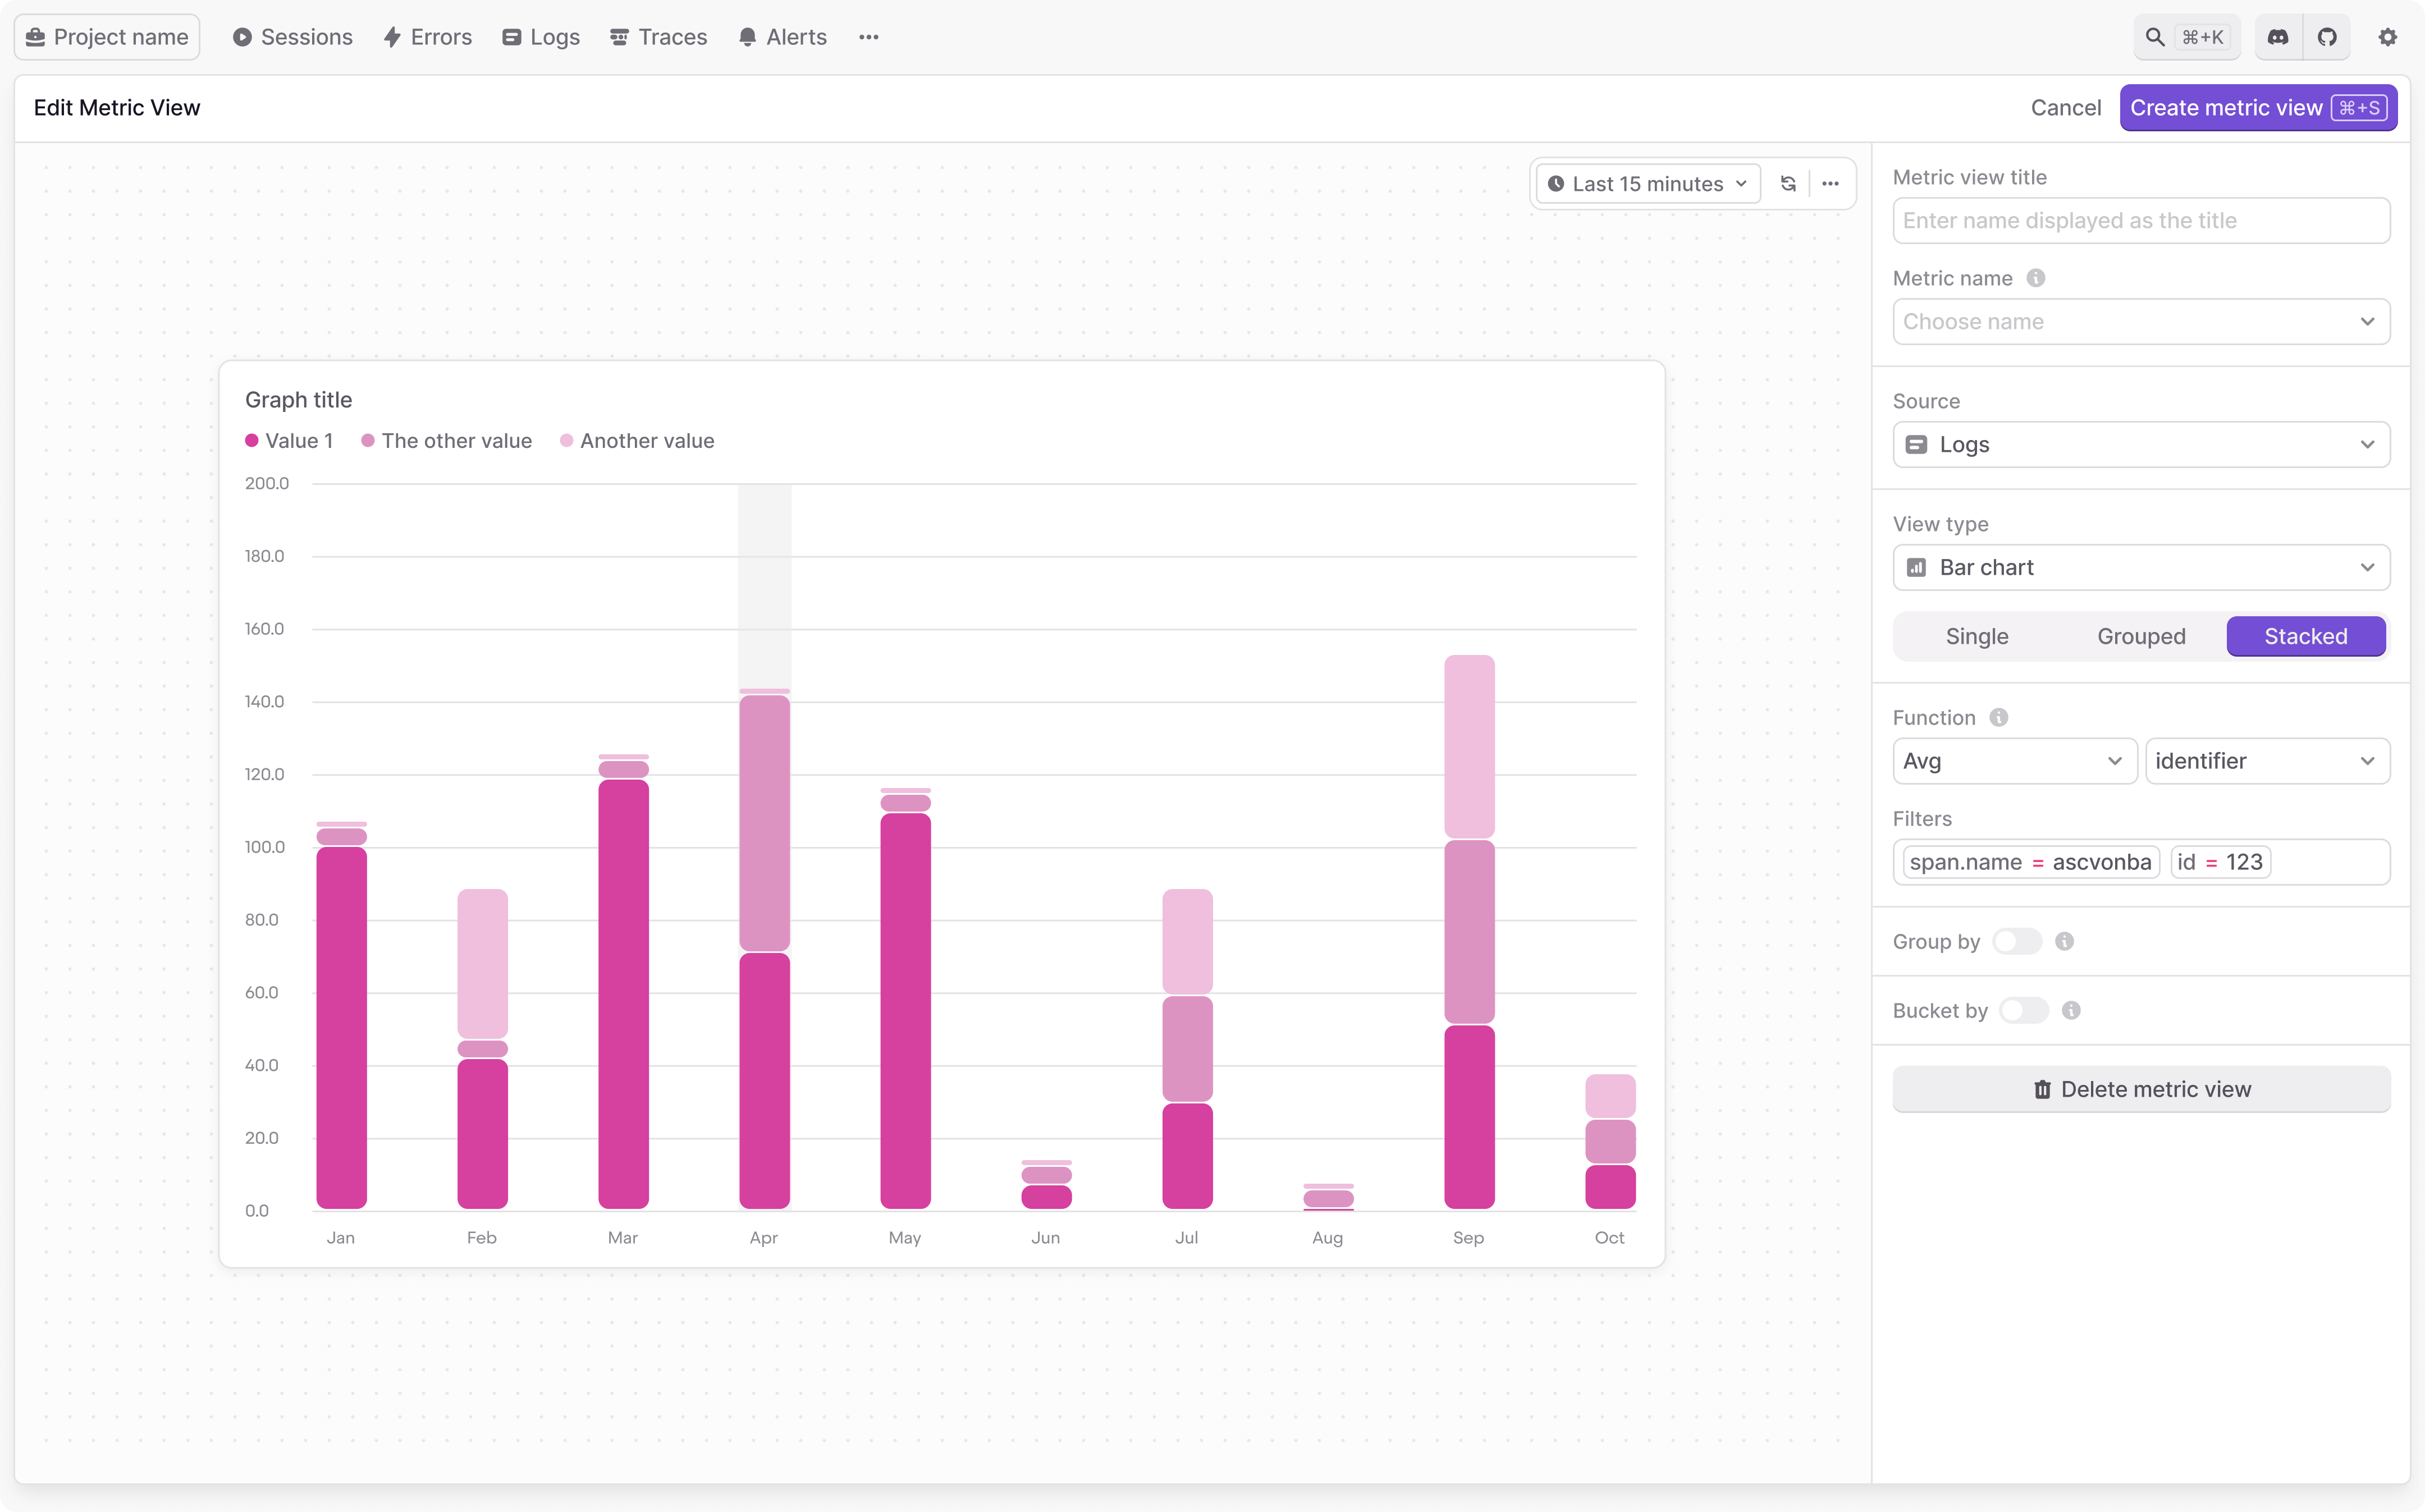 Project name Sessions Errors Logs Traces Alerts ⌘+K
Edit Metric View Cancel Create metric view ⌘+S
Last 15 minutes
Graph title
Value 1 The other value Another value
200.0
180.0
160.0
140.0
120.0
100.0
80.0
60.0
40.0
20.0
0.0
Jan Feb Mar Apr May Jun Jul Aug Sep Oct
Metric view title
Enter name displayed as the title
Metric name
Choose name
Source
Logs
View type
Bar chart
Single Grouped Stacked
Function
Avg identifier
Filters
span.name = ascvonba id = 123
Group by
Bucket by
Delete metric view